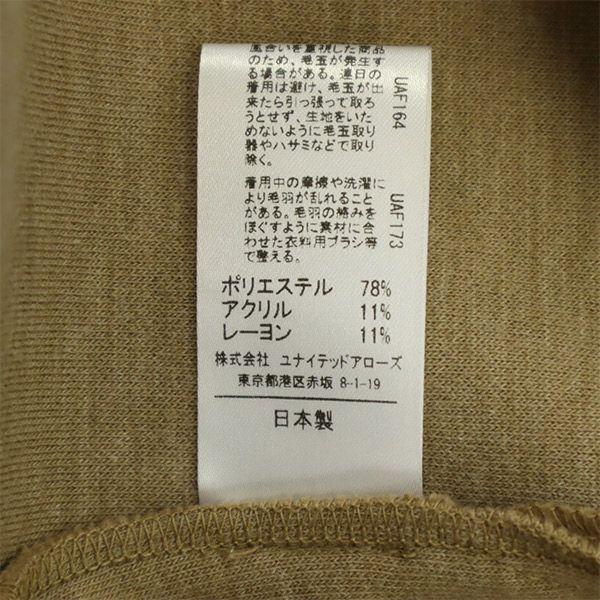 風合いを重視した商品
のため、毛玉が発生す
る場合がある。連日の
着用は避け、毛玉が出
来たら引っ張って取ろ
うとせず、生地をいた
めないように毛玉取り
器やハサミなどで取り
除く。
UAF164
着用中の摩擦や洗濯に
より毛羽が乱れること
がある。毛羽の絡みを
ほぐすように素材に合
わせた衣料用ブラシ等
で整える。
UAF173
ポリエステル 78%
アクリル 11%
レーヨン 11%
株式会社 ユナイテッドアローズ
東京都港区赤坂 8-1-19
日本製